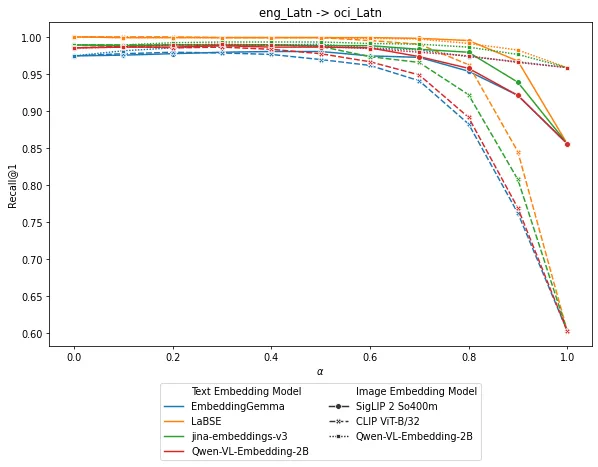 eng_Latn -> oci_Latn
Recall@1
1.00
0.95
0.90
0.85
0.80
0.75
0.70
0.65
0.60
0.0 0.2 0.4 0.6 0.8 1.0
α
Text Embedding Model Image Embedding Model
EmbeddingGemma SigLIP 2 So400m
LaBSE CLIP ViT-B/32
jina-embeddings-v3 Qwen-VL-Embedding-2B
Qwen-VL-Embedding-2B